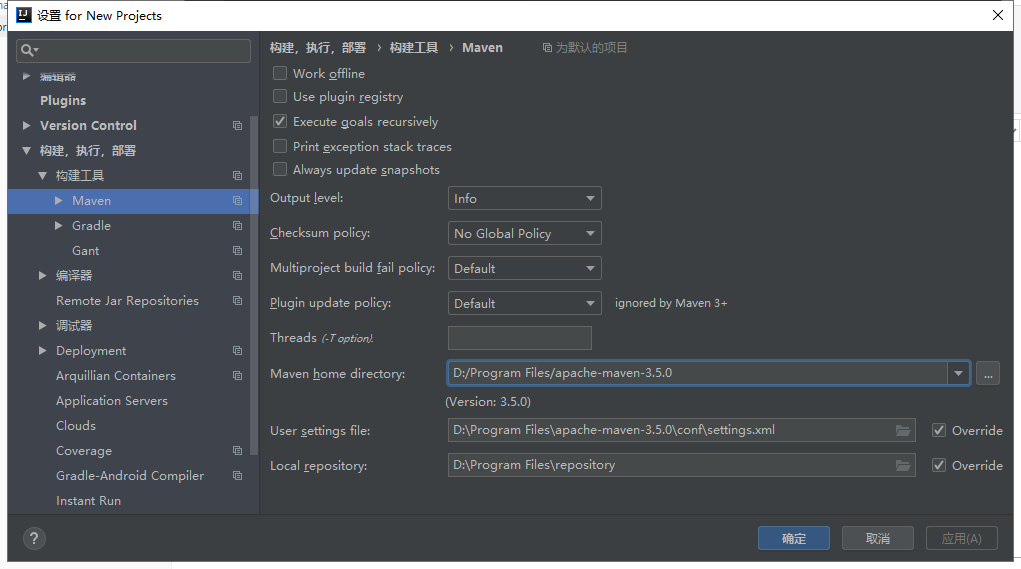 设置 for New Projects
编辑器
Plugins
Version Control
构建，执行，部署
构建工具
Maven
Gradle
Gant
编译器
Remote Jar Repositories
调试器
Deployment
Arquillian Containers
Application Servers
Clouds
Coverage
Gradle-Android Compiler
Instant Run
构建，执行，部署 › 构建工具 › Maven 为默认的项目
Work offline
Use plugin registry
Execute goals recursively
Print exception stack traces
Always update snapshots
Output level: Info
Checksum policy: No Global Policy
Multiproject build fail policy: Default
Plugin update policy: Default ignored by Maven 3+
Threads (-T option).
Maven home directory: D:/Program Files/apache-maven-3.5.0 ...
(Version: 3.5.0)
User settings file: D:\Program Files\apache-maven-3.5.0\conf\settings.xml Override
Local repository: D:\Program Files\repository Override
? 确定 取消 应用(A)